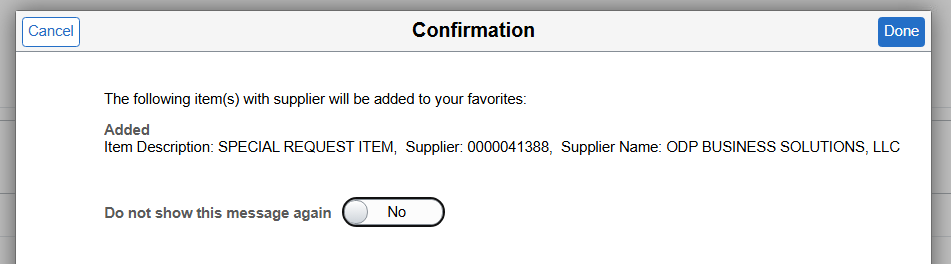 Cancel
Confirmation
Done
The following item(s) with supplier will be added to your favorites:
Added
Item Description: SPECIAL REQUEST ITEM,  Supplier: 0000041388,  Supplier Name: ODP BUSINESS SOLUTIONS, LLC
Do not show this message again
No